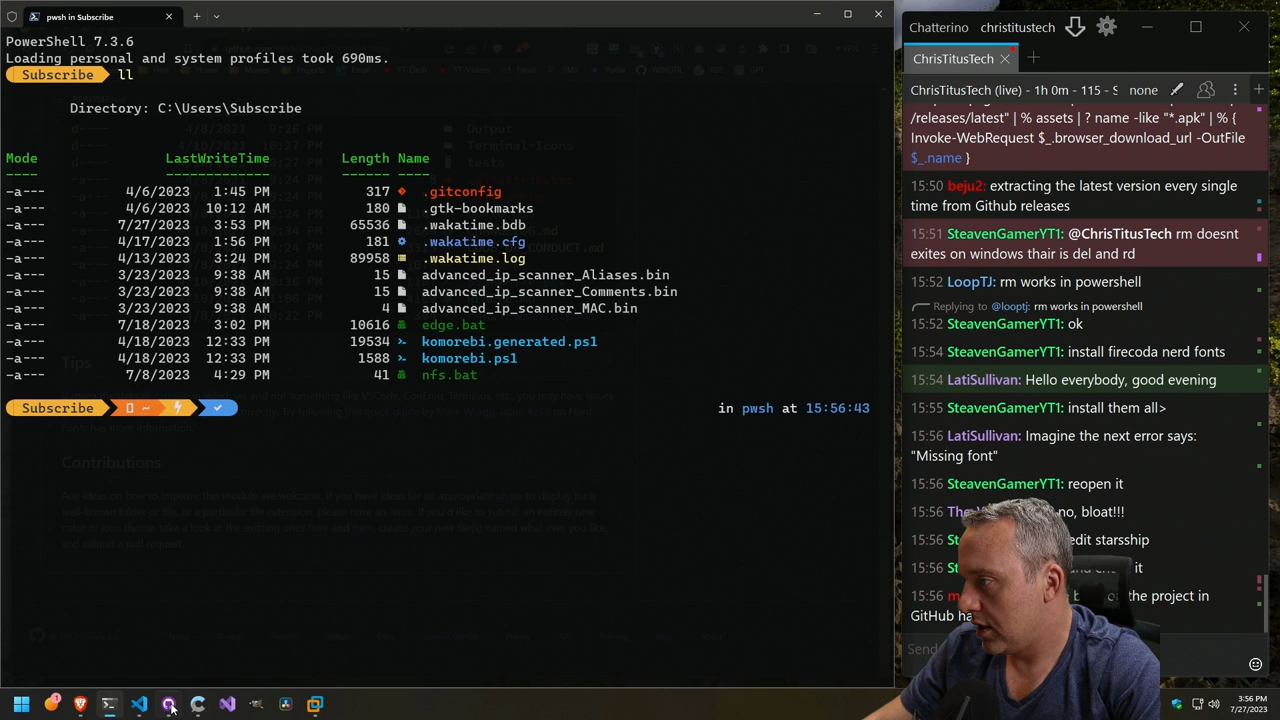 pwsh in Subscribe
PowerShell 7.3.6
Loading personal and system profiles took 690ms.
Subscribe ll
Directory: C:\Users\Subscribe
Mode LastWriteTime Length Name
---- ------------- ------ ----
-a--- 4/6/2023 1:45 PM 317 .gitconfig
-a--- 4/6/2023 10:12 AM 180 .gtk-bookmarks
-a--- 7/27/2023 3:53 PM 65536 .wakatime.bdb
-a--- 4/17/2023 1:56 PM 181 .wakatime.cfg
-a--- 4/13/2023 3:24 PM 89958 .wakatime.log
-a--- 3/23/2023 9:38 AM 15 advanced_ip_scanner_Aliases.bin
-a--- 3/23/2023 9:38 AM 15 advanced_ip_scanner_Comments.bin
-a--- 3/23/2023 9:38 AM 4 advanced_ip_scanner_MAC.bin
-a--- 7/18/2023 3:02 PM 10616 edge.bat
-a--- 4/18/2023 12:33 PM 19534 komorebi.generated.ps1
-a--- 4/18/2023 12:33 PM 1588 komorebi.ps1
-a--- 7/8/2023 4:29 PM 41 nfs.bat
Subscribe ~ in pwsh at 15:56:43
Output
Terminal-Icons
tests
Tips
Contributions
Chatterino christitustech
ChrisTitusTech
ChrisTitusTech (live) - 1h 0m - 115 - S none
/releases/latest" | % assets | ? name -like "*.apk" | % {
Invoke-WebRequest $_.browser_download_url -OutFile
$_.name }
15:50 beju2: extracting the latest version every single
time from Github releases
15:51 SteavenGamerYT1: @ChrisTitusTech rm doesnt
exites on windows thair is del and rd
15:52 LoopTJ: rm works in powershell
Replying to @looptj: rm works in powershell
15:52 SteavenGamerYT1: ok
15:54 SteavenGamerYT1: install firecoda nerd fonts
15:54 LatiSullivan: Hello everybody, good evening
15:55 SteavenGamerYT1: install them all>
15:56 LatiSullivan: Imagine the next error says:
"Missing font"
15:56 SteavenGamerYT1: reopen it
15:56 no, bloat!!!
15:56 edit starsship
15:56 it
15:56 on the project in
GitHub
Send
3:56 PM
7/27/2023